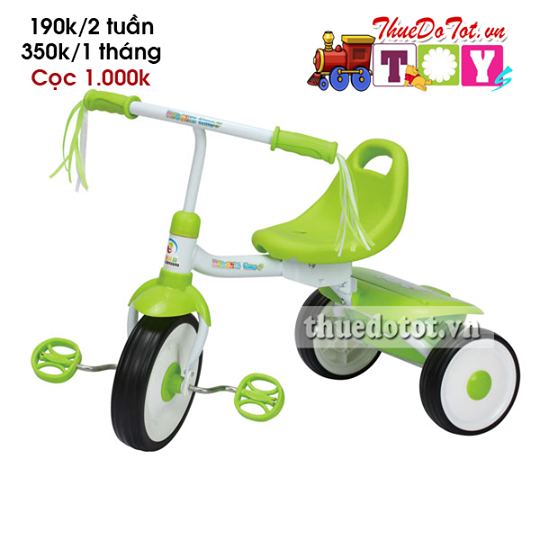 190k/2 tuần
350k/1 tháng
Cọc 1.000k
ThueDoTot.vn
TOYs
thuedotot.vn